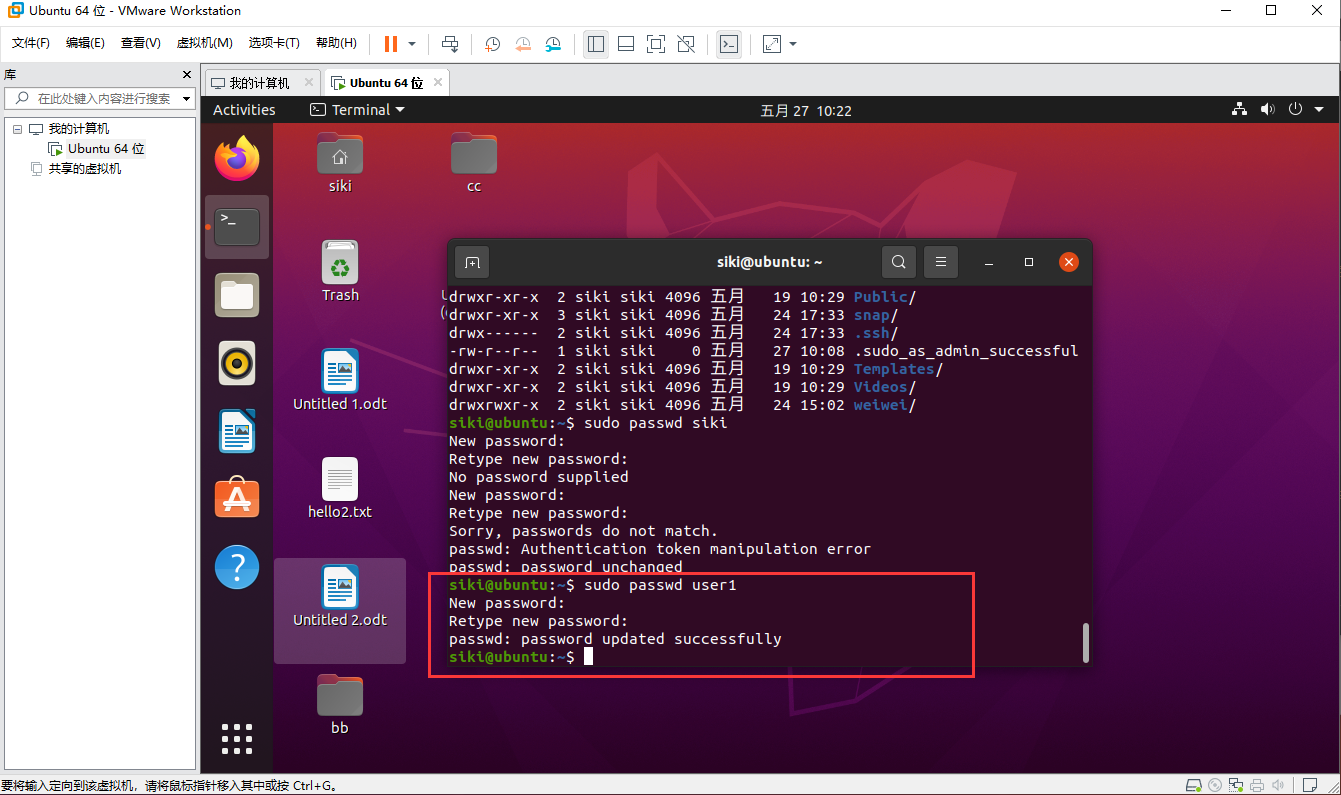 Ubuntu 64 位 - VMware Workstation
文件(F) 编辑(E) 查看(V) 虚拟机(M) 选项卡(T) 帮助(H)
库
在此处键入内容进行搜索
我的计算机
Ubuntu 64 位
共享的虚拟机
我的计算机 Ubuntu 64 位
Activities Terminal 五月 27 10:22
siki
cc
Trash
Untitled 1.odt
hello2.txt
Untitled 2.odt
bb
siki@ubuntu: ~
drwxr-xr-x 2 siki siki 4096 五月 19 10:29 Public/
drwxr-xr-x 3 siki siki 4096 五月 24 17:33 snap/
drwx------ 2 siki siki 4096 五月 24 17:33 .ssh/
-rw-r--r-- 1 siki siki 0 五月 27 10:08 .sudo_as_admin_successful
drwxr-xr-x 2 siki siki 4096 五月 19 10:29 Templates/
drwxr-xr-x 2 siki siki 4096 五月 19 10:29 Videos/
drwxrwxr-x 2 siki siki 4096 五月 24 15:02 weiwei/
siki@ubuntu:~$ sudo passwd siki
New password:
Retype new password:
No password supplied
New password:
Retype new password:
Sorry, passwords do not match.
passwd: Authentication token manipulation error
passwd: password unchanged
siki@ubuntu:~$ sudo passwd user1
New password:
Retype new password:
passwd: password updated successfully
siki@ubuntu:~$
要将输入定向到该虚拟机，请将鼠标指针移入其中或按 Ctrl+G。